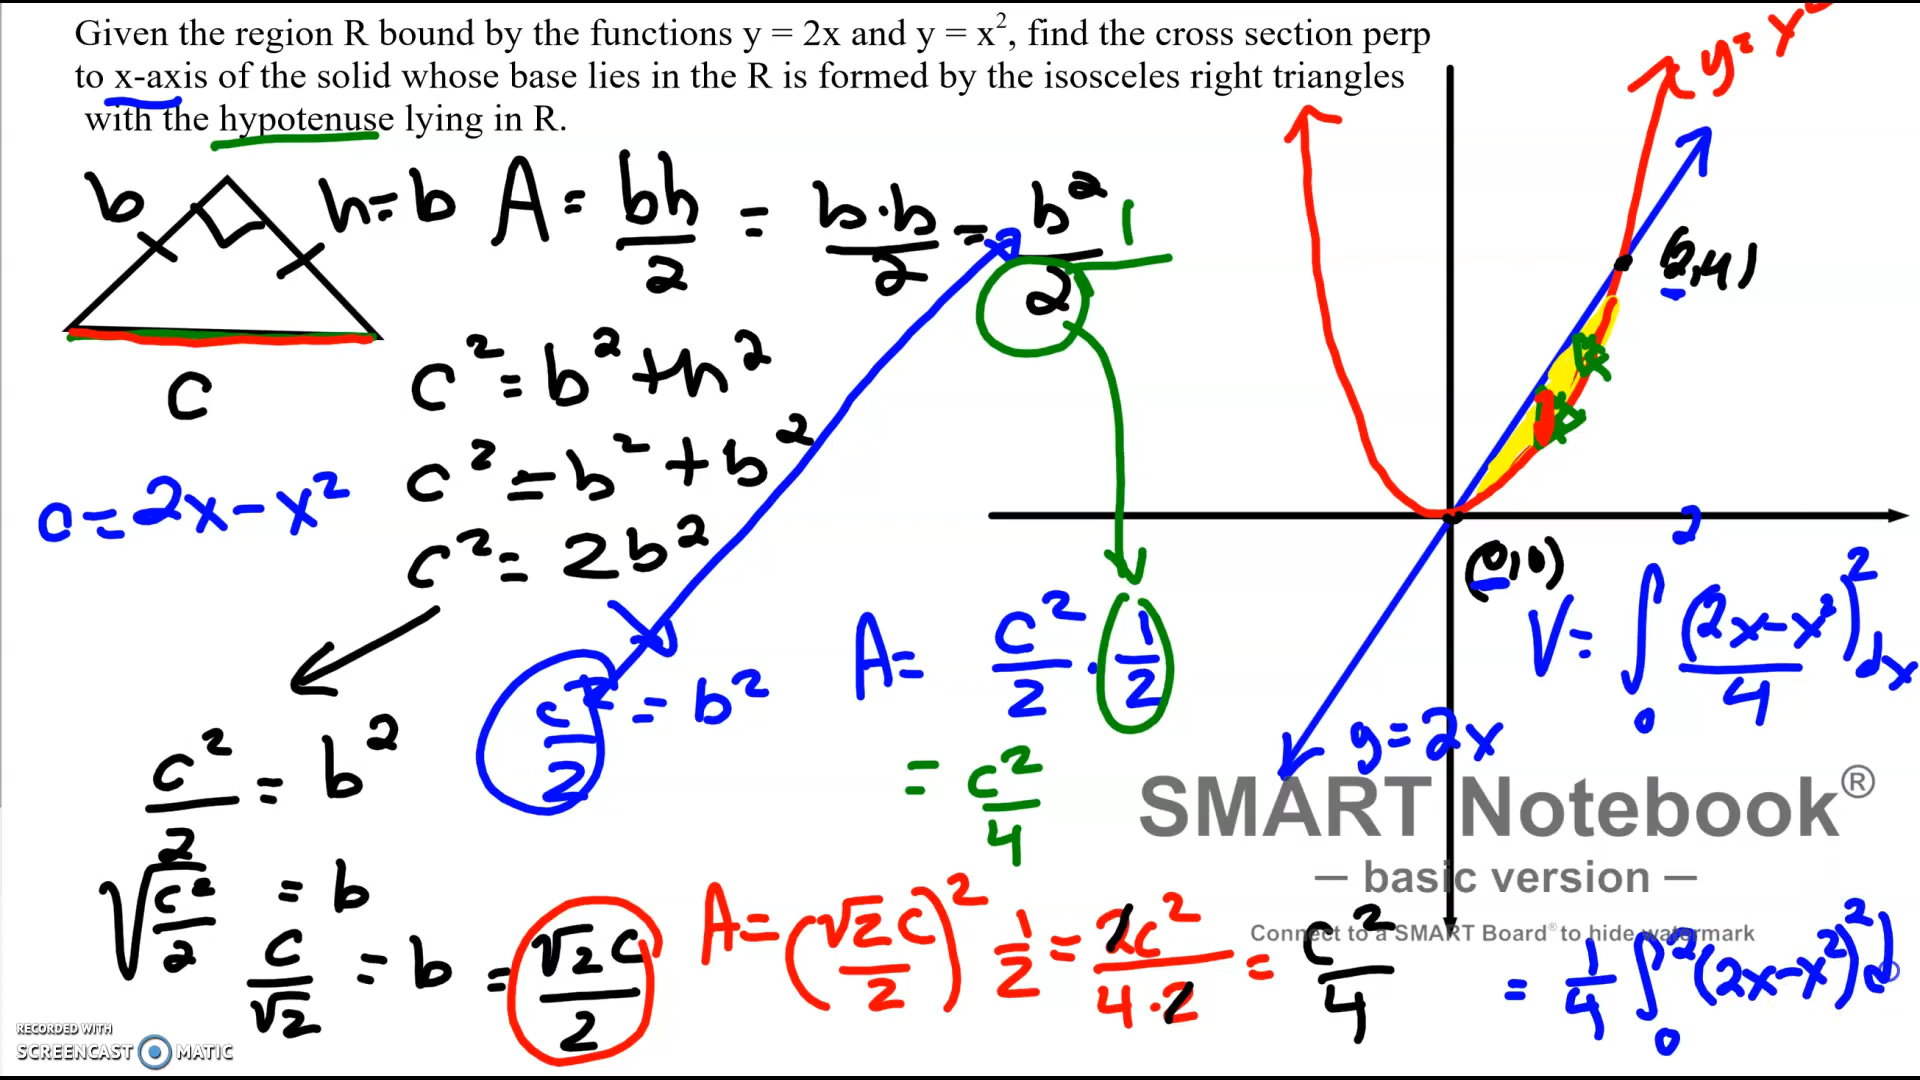 Given the region R bound by the functions y = 2x and y = x², find the cross section perp
to x-axis of the solid whose base lies in the R is formed by the isosceles right triangles
with the hypotenuse lying in R.
y = x
b
h = b
A = bh/2 = b·b/2 = b²/2
1
(2,4)
c
c² = b² + h²
c² = b² + b²
c = 2x - x²
c² = 2b²
(0,0)
V = ∫₀² (2x-x²)²/4 dx
A = c²/2 · 1/2
c²/2 = b²
y = 2x
= c²/4
c²/2 = b²
SMART Notebook®
— basic version —
Connect to a SMART Board® to hide watermark
√(c²/2) = b
c/√2 = b = √2 c/2
A = (√2 c/2)² 1/2 = 2c²/4·2 = c²/4
= 1/4 ∫₀² (2x-x²)² d
RECORDED WITH
SCREENCAST MATIC